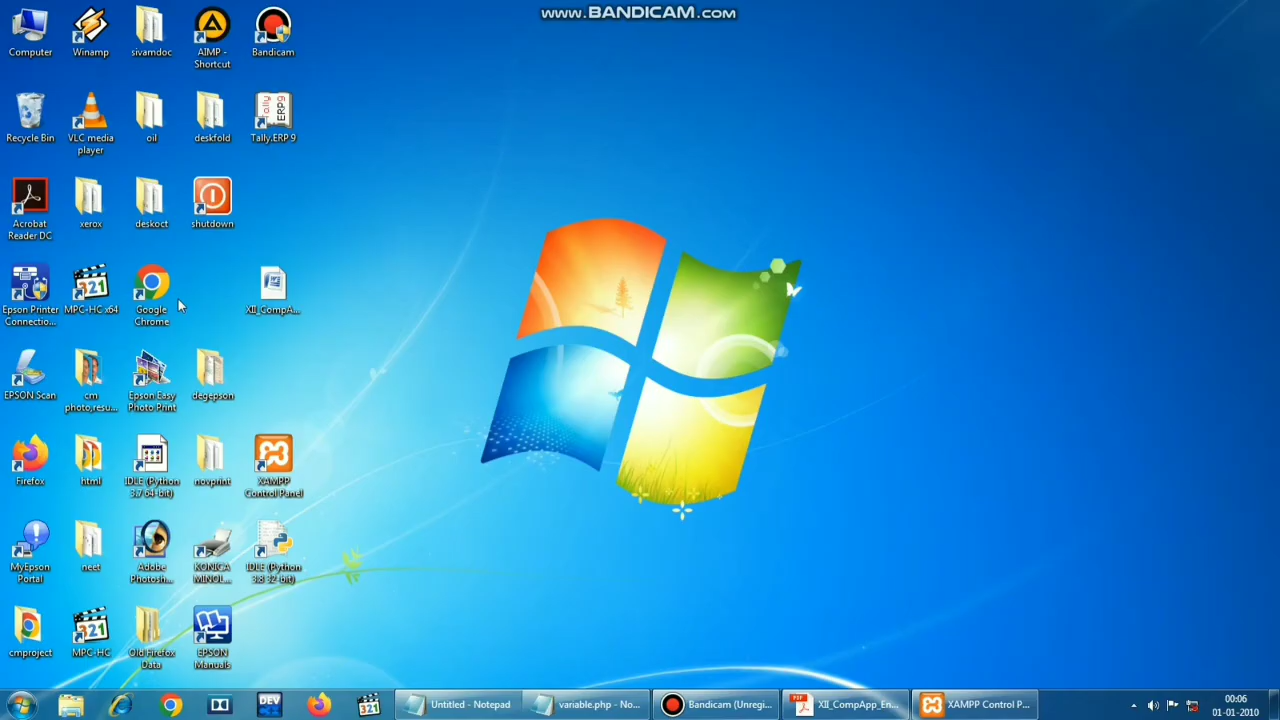 www.BANDICAM.com
Computer
Winamp
sivamdoc
AIMP -
Shortcut
Bandicam
Recycle Bin
VLC media
player
oil
deskfold
Tally.ERP 9
Acrobat
Reader DC
xerox
deskoct
shutdown
Epson Printer
Connectio...
MPC-HC x64
Google
Chrome
XII_CompA...
EPSON Scan
cm
photo,resu...
Epson Easy
Photo Print
degepson
Firefox
html
IDLE (Python
3.7 64-bit)
novprint
XAMPP
Control Panel
MyEpson
Portal
neet
Adobe
Photosh...
KONICA
MINOL...
IDLE (Python
3.8 32-bit)
cmproject
MPC-HC
Old Firefox
Data
EPSON
Manuals
DEV
Untitled - Notepad
variable.php - No...
Bandicam (Unregi...
XII_CompApp_En...
XAMPP Control P...
00:06
01-01-2010